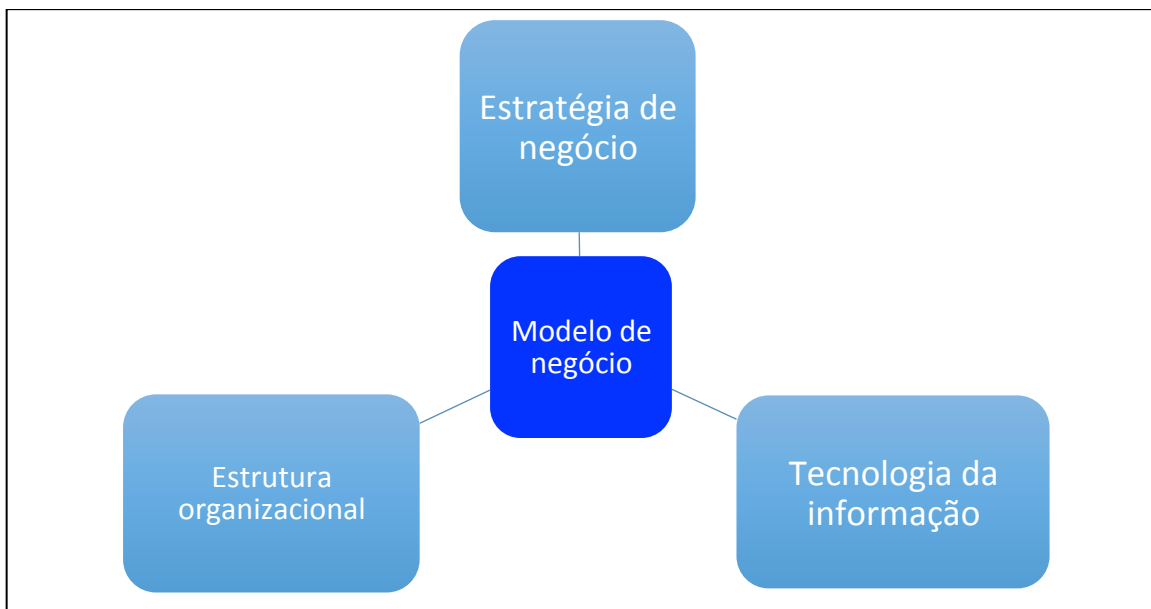 Estratégia de
negócio
Modelo de
negócio
Estrutura
organizacional
Tecnologia da
informação